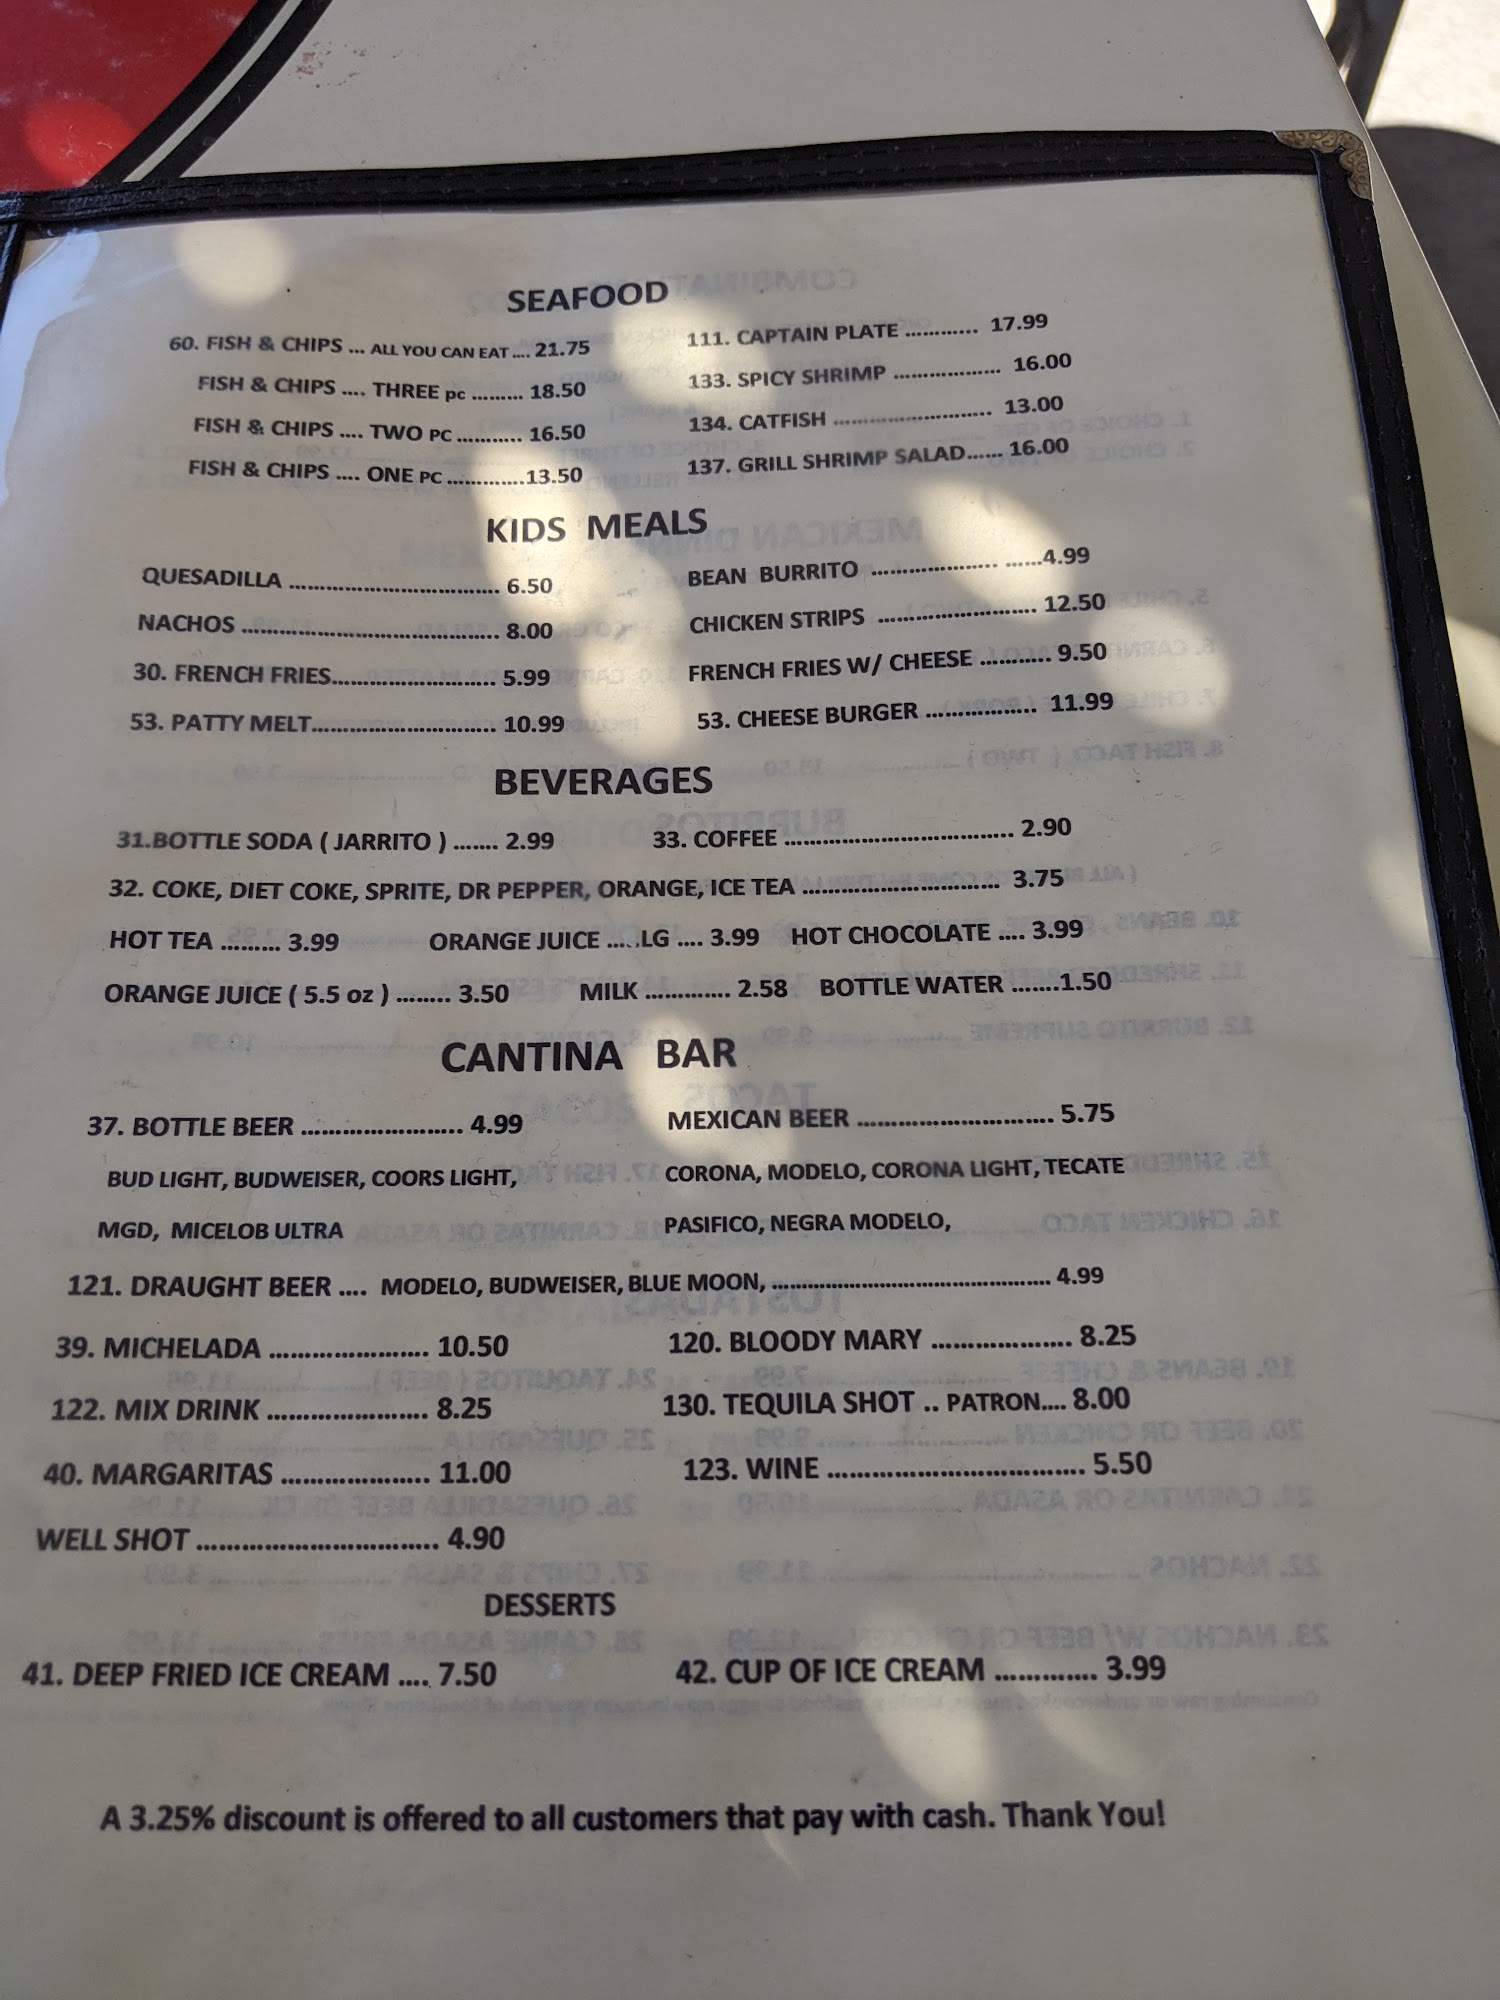 SEAFOOD
60. FISH & CHIPS ... ALL YOU CAN EAT .... 21.75 111. CAPTAIN PLATE ............ 17.99
FISH & CHIPS .... THREE pc ......... 18.50 133. SPICY SHRIMP .................. 16.00
FISH & CHIPS .... TWO PC ........... 16.50 134. CATFISH .......................... 13.00
FISH & CHIPS .... ONE PC .............13.50 137. GRILL SHRIMP SALAD...... 16.00
KIDS MEALS
QUESADILLA ................................... 6.50 BEAN BURRITO ..................... ......4.99
NACHOS ........................................... 8.00 CHICKEN STRIPS .......................... 12.50
30. FRENCH FRIES........................... 5.99 FRENCH FRIES W/ CHEESE ........... 9.50
53. PATTY MELT.............................. 10.99 53. CHEESE BURGER .................. 11.99
BEVERAGES
31.BOTTLE SODA ( JARRITO ) ....... 2.99 33. COFFEE ..................................... 2.90
32. COKE, DIET COKE, SPRITE, DR PEPPER, ORANGE, ICE TEA ............................... 3.75
HOT TEA ......... 3.99 ORANGE JUICE .....LG .... 3.99 HOT CHOCOLATE .... 3.99
ORANGE JUICE ( 5.5 oz ) ........ 3.50 MILK ............. 2.58 BOTTLE WATER .......1.50
CANTINA BAR
37. BOTTLE BEER ....................... 4.99 MEXICAN BEER ............................ 5.75
BUD LIGHT, BUDWEISER, COORS LIGHT, CORONA, MODELO, CORONA LIGHT, TECATE
MGD, MICELOB ULTRA PASIFICO, NEGRA MODELO,
121. DRAUGHT BEER .... MODELO, BUDWEISER, BLUE MOON, ........................................... 4.99
39. MICHELADA ..................... 10.50 120. BLOODY MARY ................... 8.25
122. MIX DRINK ...................... 8.25 130. TEQUILA SHOT .. PATRON.... 8.00
40. MARGARITAS .................... 11.00 123. WINE .................................. 5.50
WELL SHOT ................................ 4.90
DESSERTS
41. DEEP FRIED ICE CREAM .... 7.50 42. CUP OF ICE CREAM ............. 3.99
A 3.25% discount is offered to all customers that pay with cash. Thank You!